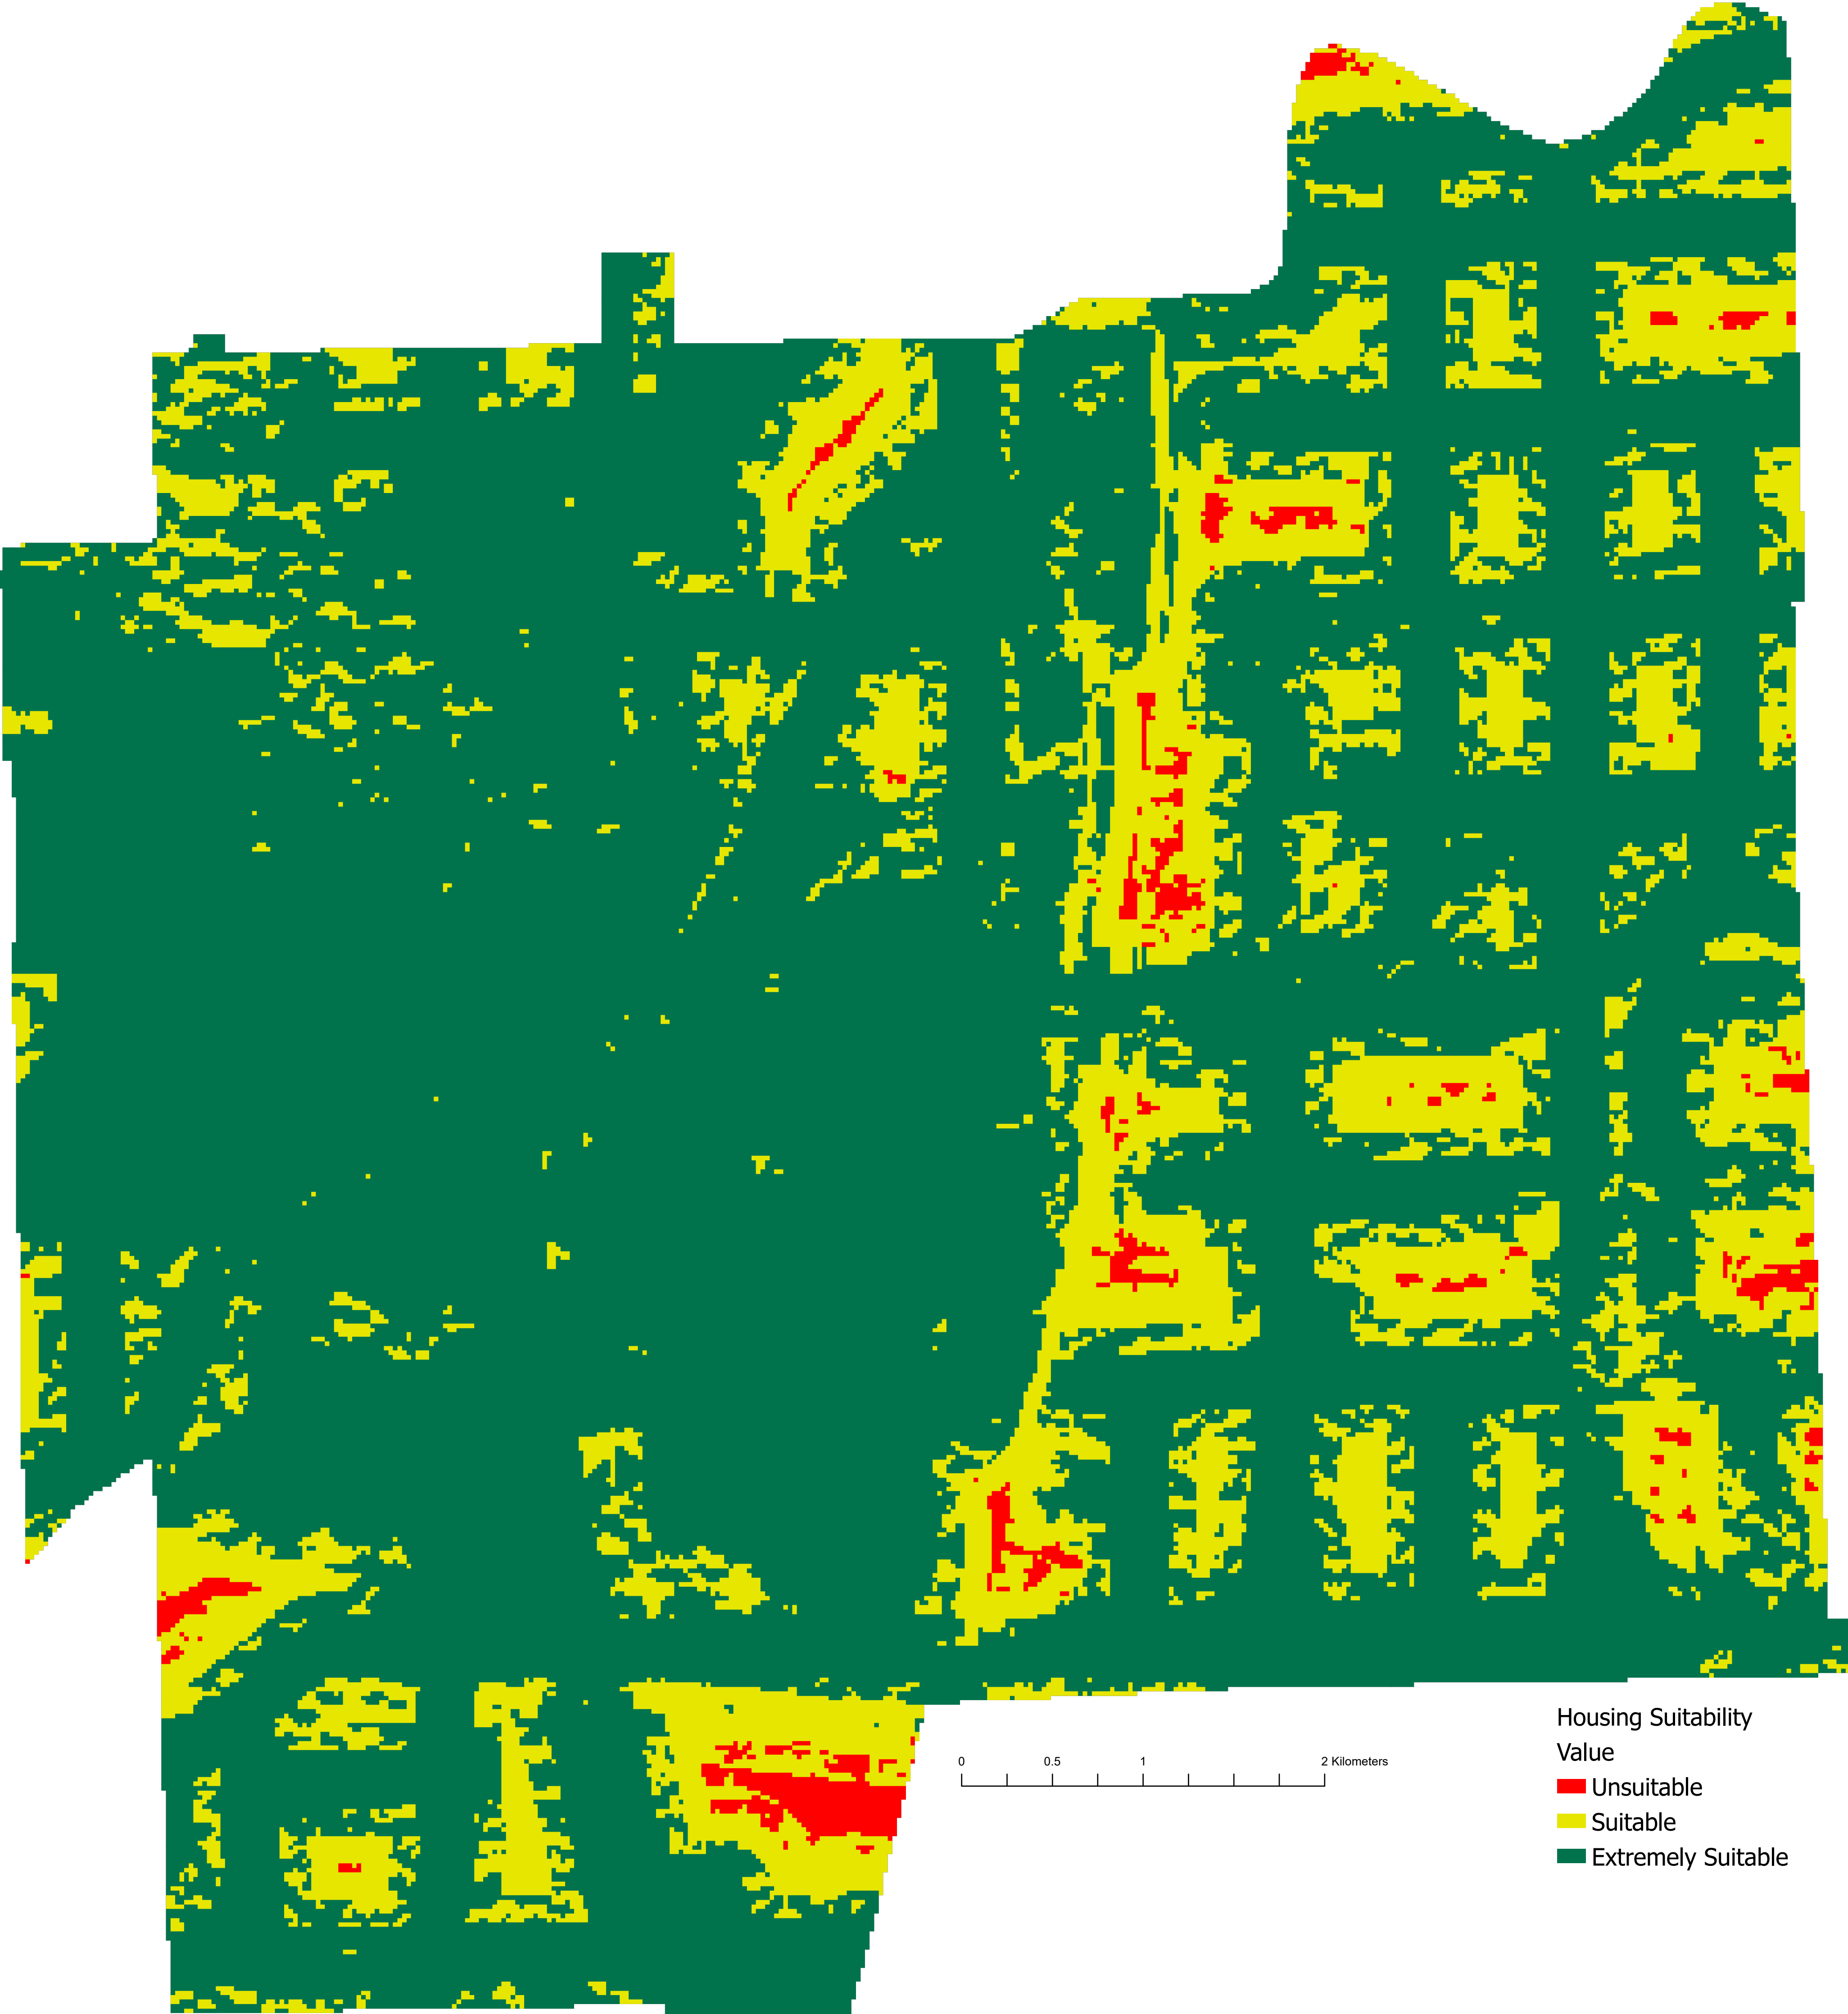 0 0.5 1 2 Kilometers
Housing Suitability
Value
Unsuitable
Suitable
Extremely Suitable